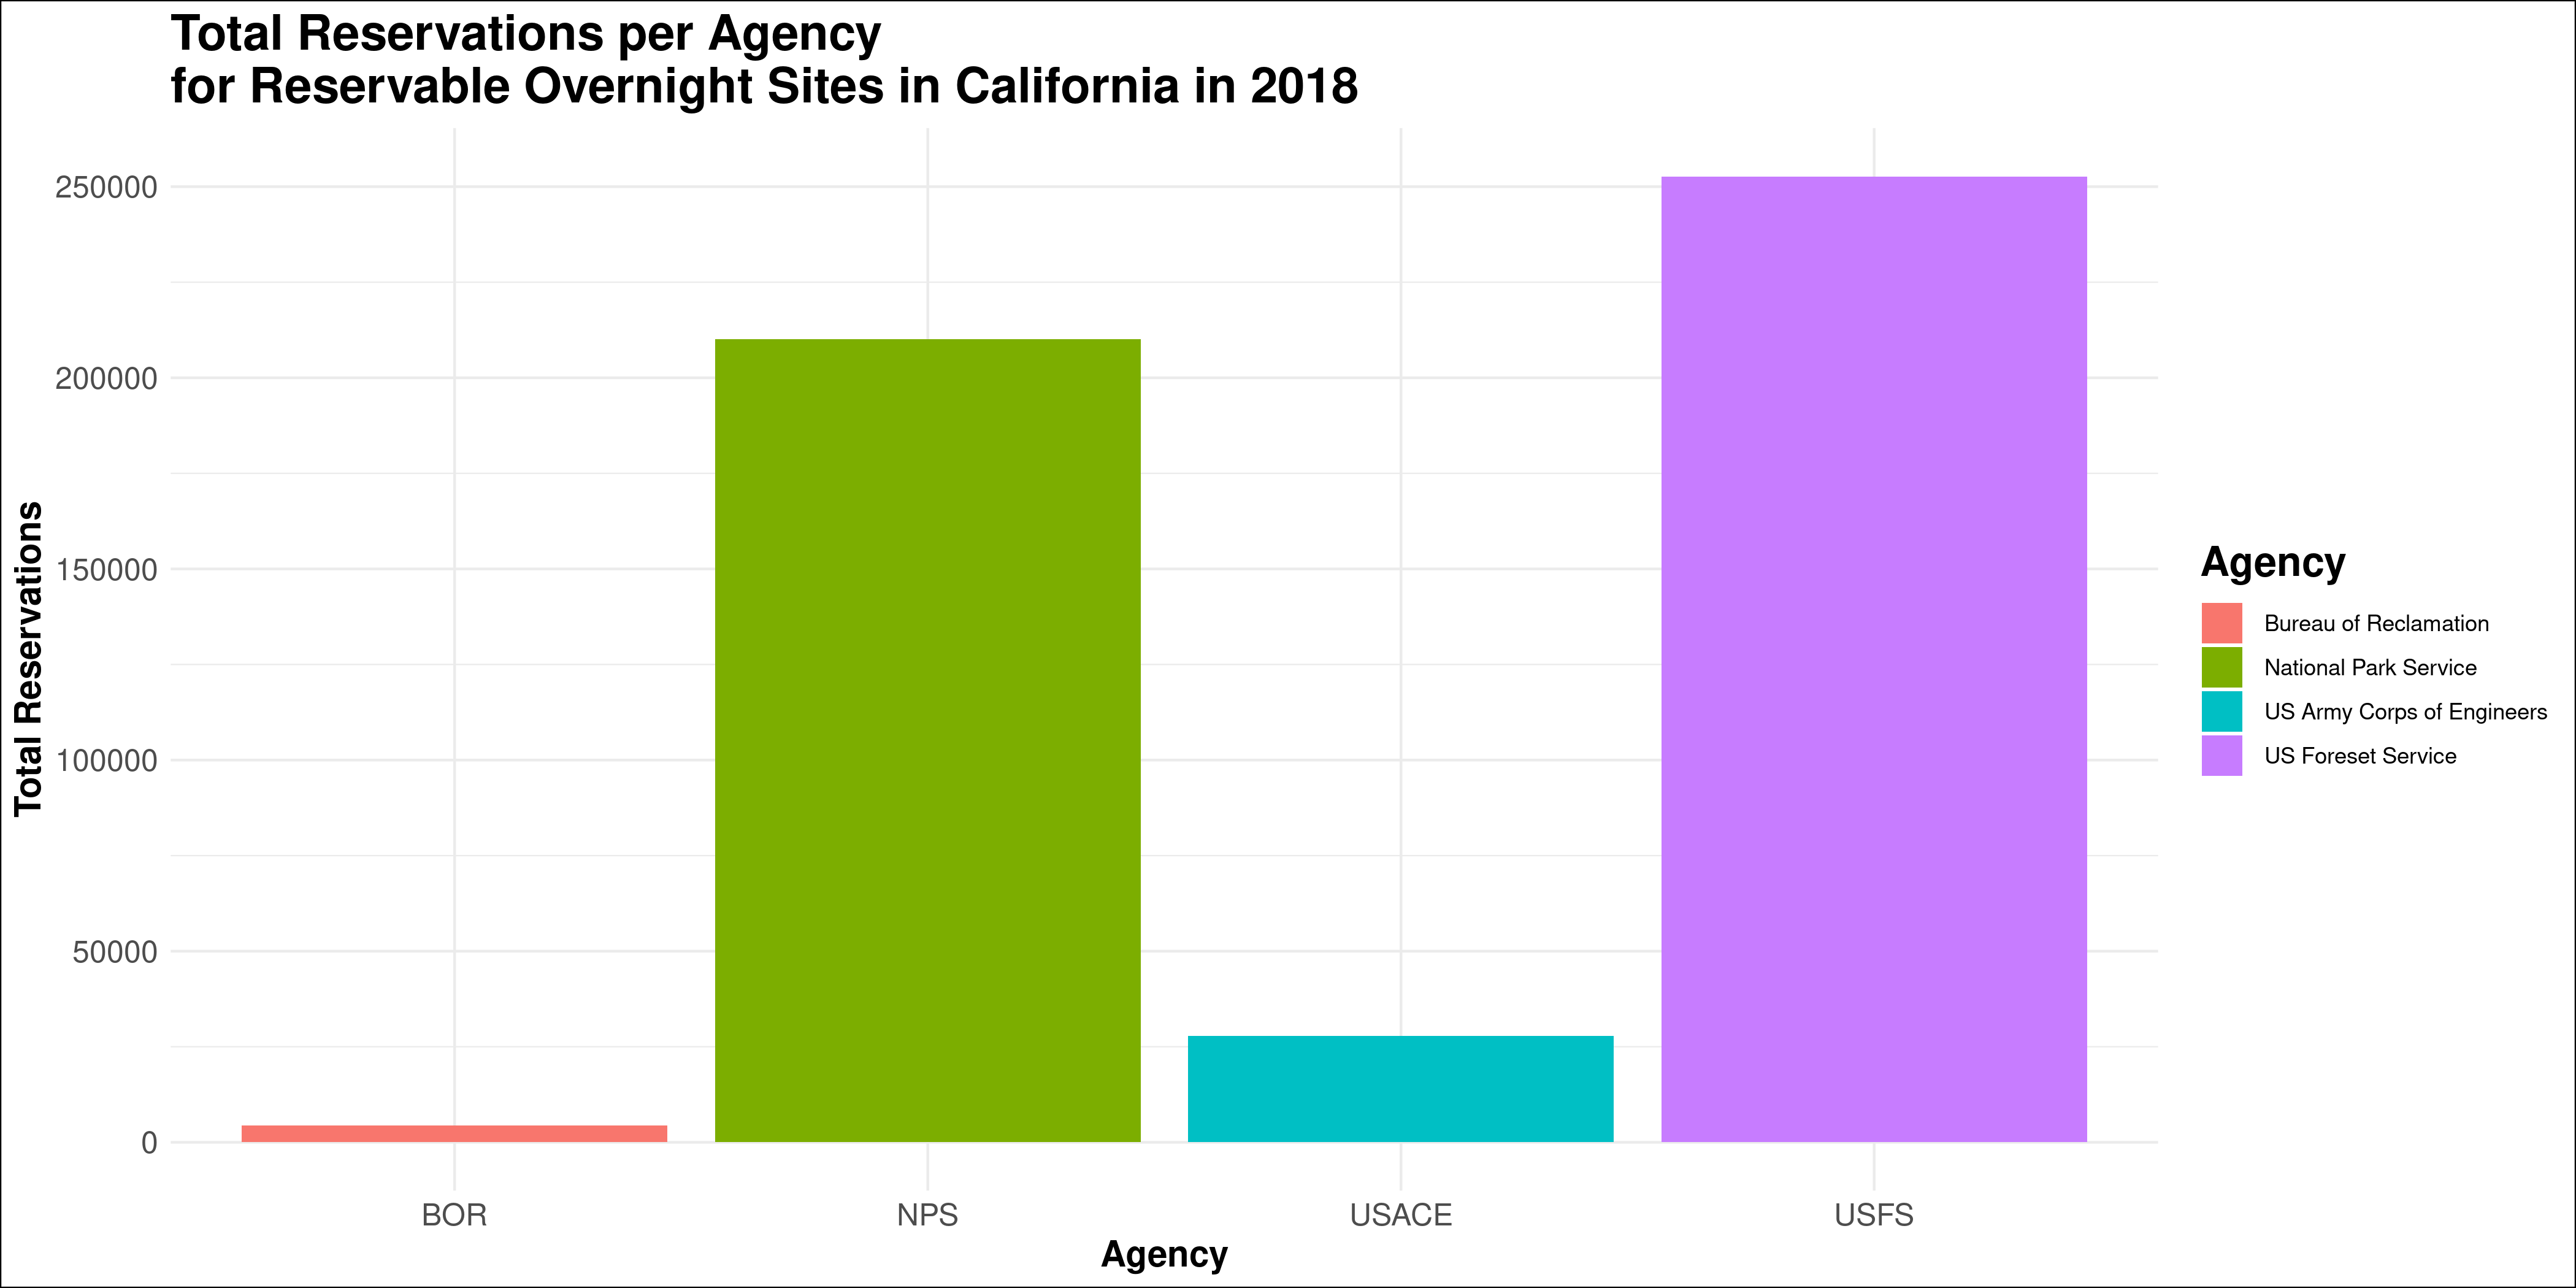 Total Reservations per Agency
for Reservable Overnight Sites in California in 2018
Total Reservations
250000
200000
150000
100000
50000
0
BOR
NPS
USACE
USFS
Agency
Agency
Bureau of Reclamation
National Park Service
US Army Corps of Engineers
US Foreset Service